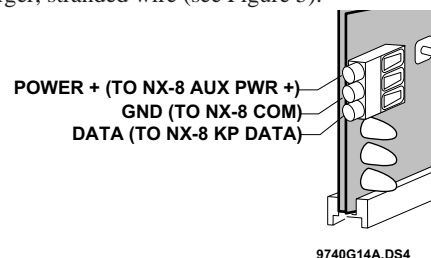 rger, stranded wire (see Figure 3).
POWER + (TO NX-8 AUX PWR +)
GND (TO NX-8 COM)
DATA (TO NX-8 KP DATA)
9740G14A.DS4